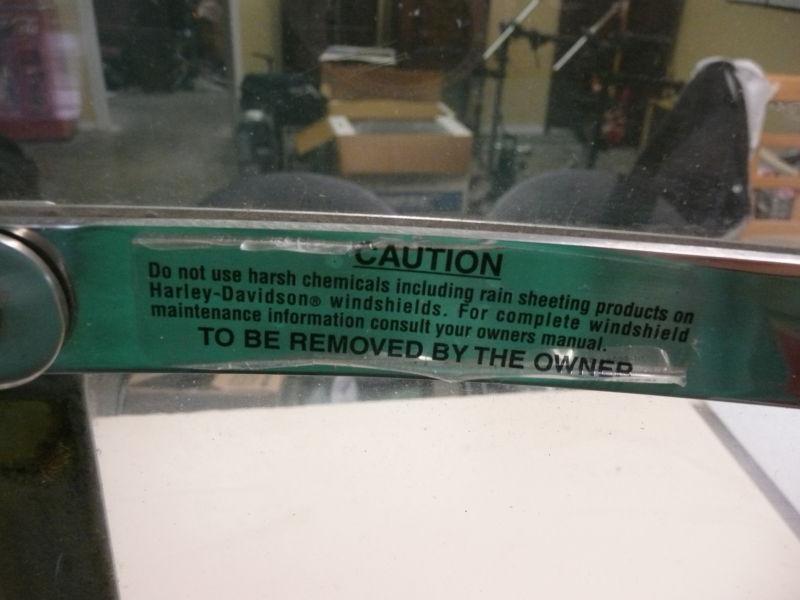 CAUTION
Do not use harsh chemicals including rain sheeting products on
Harley-Davidson® windshields. For complete windshield
maintenance information consult your owners manual.
TO BE REMOVED BY THE OWNER